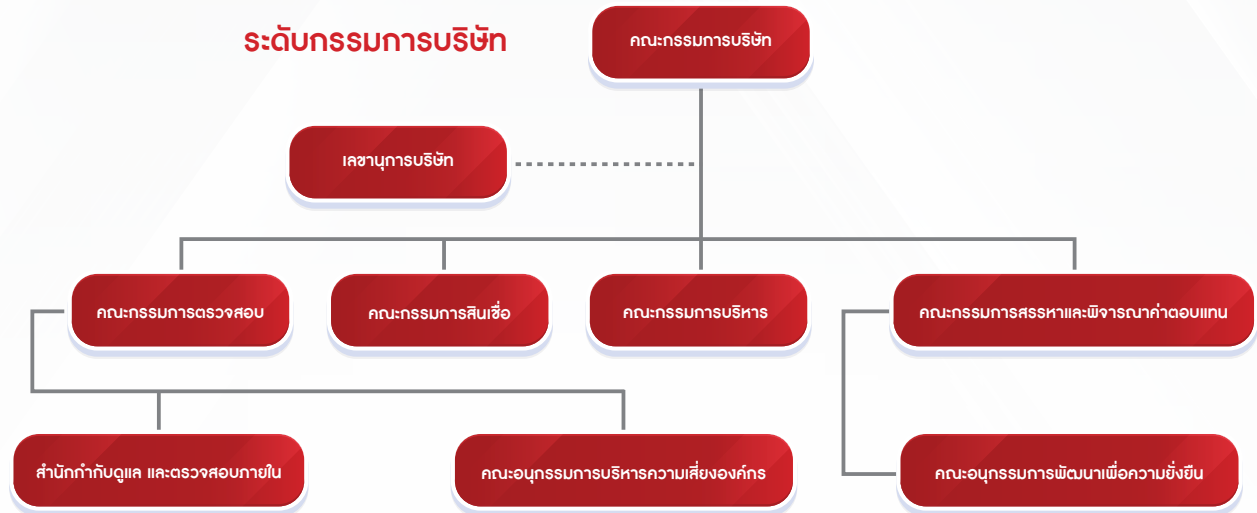 ระดับกรรมการบริษัท
คณะกรรมการบริษัท
เลขานุการบริษัท
คณะกรรมการตรวจสอบ
คณะกรรมการสินเชื่อ
คณะกรรมการบริหาร
คณะกรรมการสรรหาและพิจารณาค่าตอบแทน
สำนักกำกับดูแล และตรวจสอบภายใน
คณะอนุกรรมการบริหารความเสี่ยงองค์กร
คณะอนุกรรมการพัฒนาเพื่อความยั่งยืน